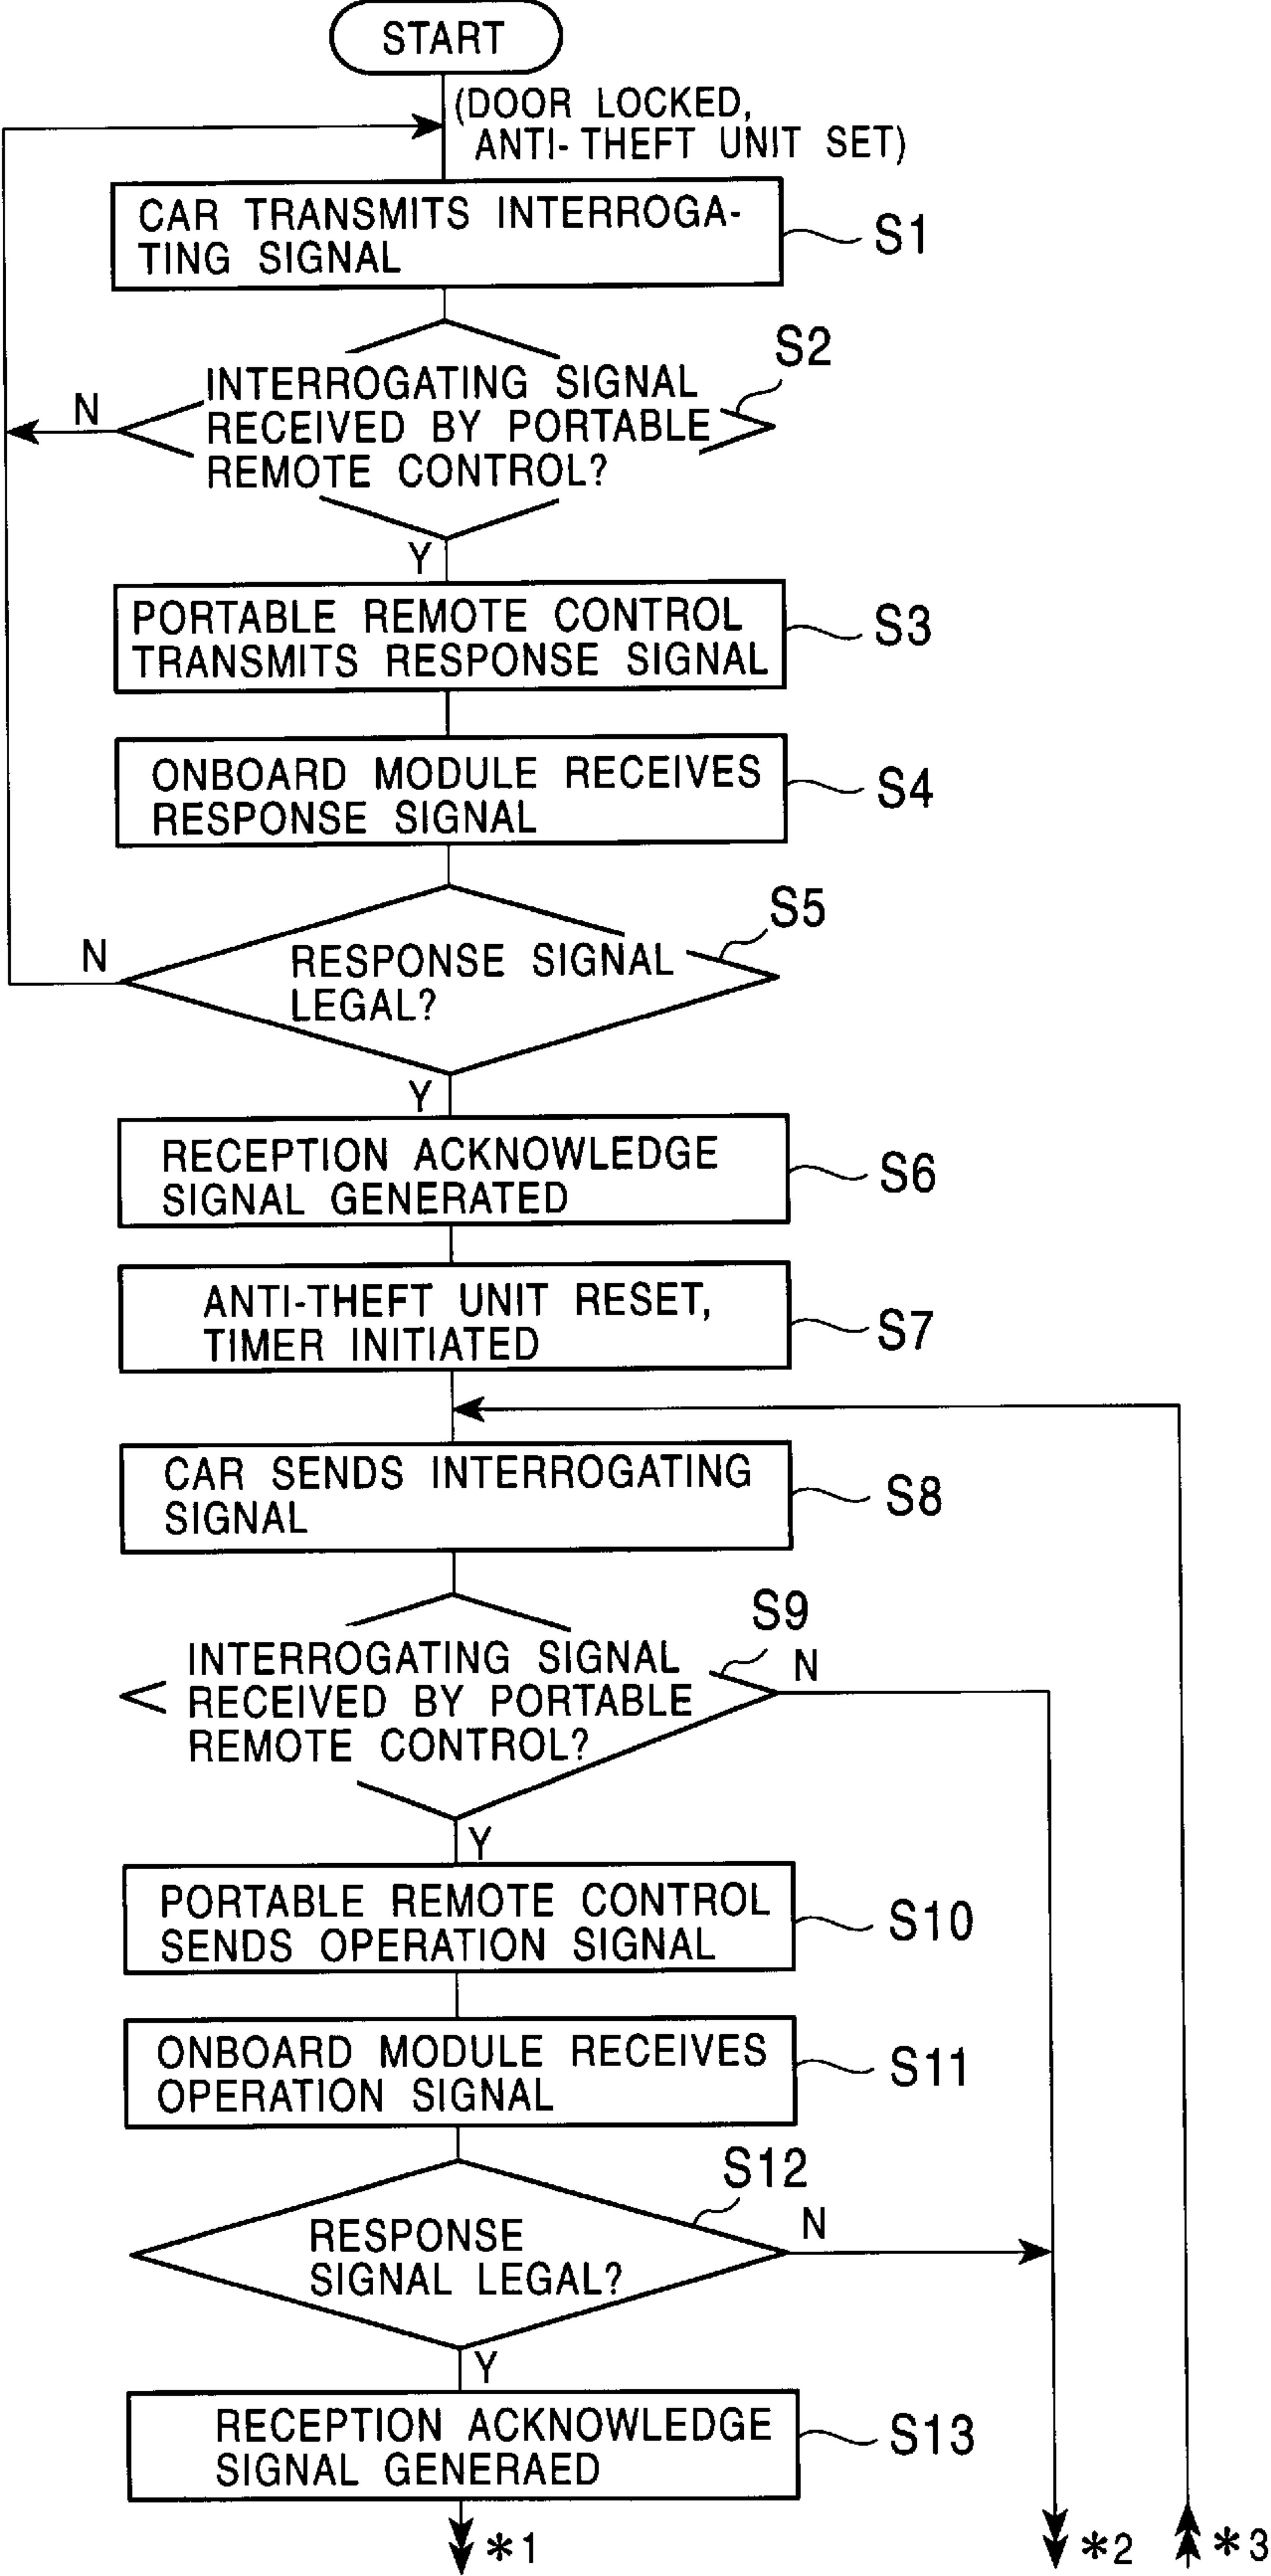 START
(DOOR LOCKED,
ANTI-THEFT UNIT SET)
CAR TRANSMITS INTERROGA-
TING SIGNAL
S1
S2
INTERROGATING SIGNAL
RECEIVED BY PORTABLE
REMOTE CONTROL?
N
Y
PORTABLE REMOTE CONTROL
TRANSMITS RESPONSE SIGNAL
S3
ONBOARD MODULE RECEIVES
RESPONSE SIGNAL
S4
S5
N
RESPONSE SIGNAL
LEGAL?
Y
RECEPTION ACKNOWLEDGE
SIGNAL GENERATED
S6
ANTI-THEFT UNIT RESET,
TIMER INITIATED
S7
CAR SENDS INTERROGATING
SIGNAL
S8
S9
INTERROGATING SIGNAL
RECEIVED BY PORTABLE
REMOTE CONTROL?
N
Y
PORTABLE REMOTE CONTROL
SENDS OPERATION SIGNAL
S10
ONBOARD MODULE RECEIVES
OPERATION SIGNAL
S11
S12
RESPONSE
SIGNAL LEGAL?
N
Y
RECEPTION ACKNOWLEDGE
SIGNAL GENERAED
S13
*1
*2
*3